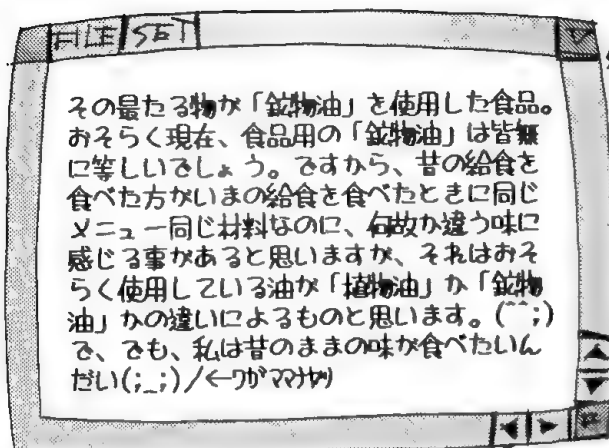 FILE SET
その最たる物が「鉱物油」を使用した食品。
おそらく現在、食品用の「鉱物油」は皆無
に等しいでしょう。ですから、昔の給食を
食べた方がいまの給食を食べたときに同じ
メニュー同じ材料なのに、何故か違う味に
感じる事があると思いますが、それはおそ
らく使用している油が「植物油」か「鉱物
油」かの違いによるものと思います。(^^;)
で、でも、私は昔のままの味が食べたいん
だい(;_;)/←ワガママヤリ